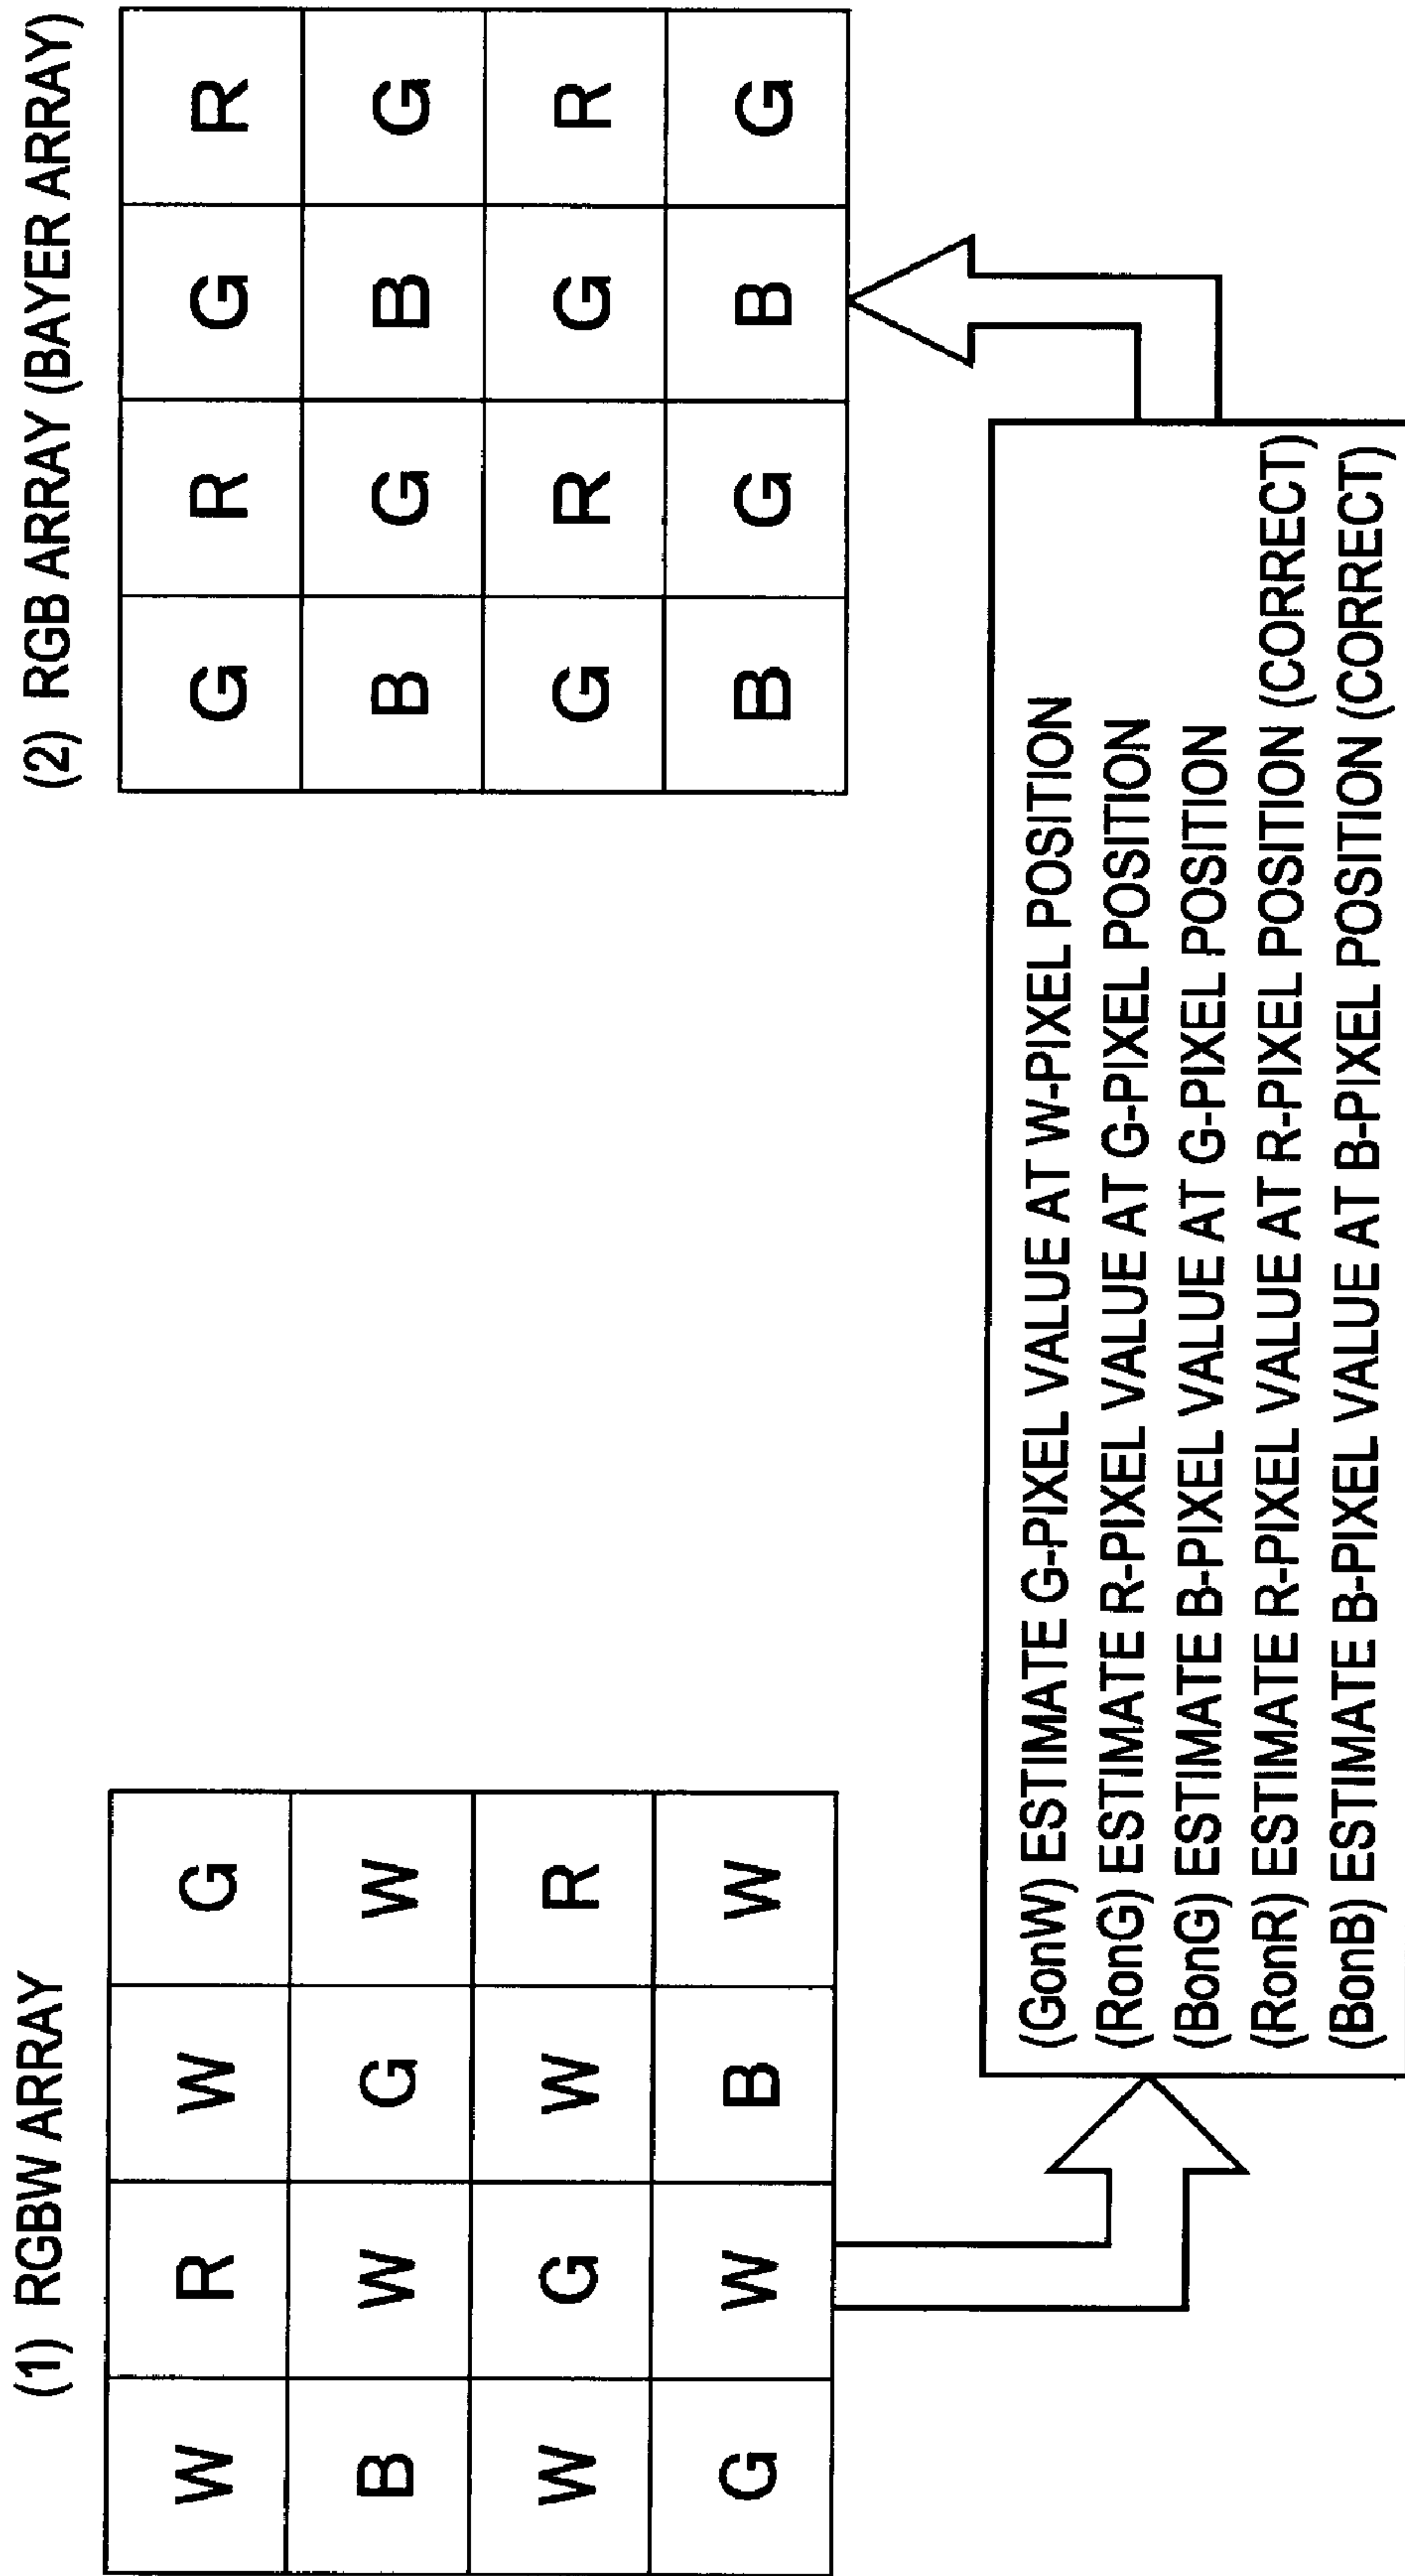 (1) RGBW ARRAY
W R W G
B W G W
W G W R
G W B W
(2) RGB ARRAY (BAYER ARRAY)
G R G R
B G B G
G R G R
B G B G
(GonW) ESTIMATE G-PIXEL VALUE AT W-PIXEL POSITION
(RonG) ESTIMATE R-PIXEL VALUE AT G-PIXEL POSITION
(BonG) ESTIMATE B-PIXEL VALUE AT G-PIXEL POSITION
(RonR) ESTIMATE R-PIXEL VALUE AT R-PIXEL POSITION (CORRECT)
(BonB) ESTIMATE B-PIXEL VALUE AT B-PIXEL POSITION (CORRECT)